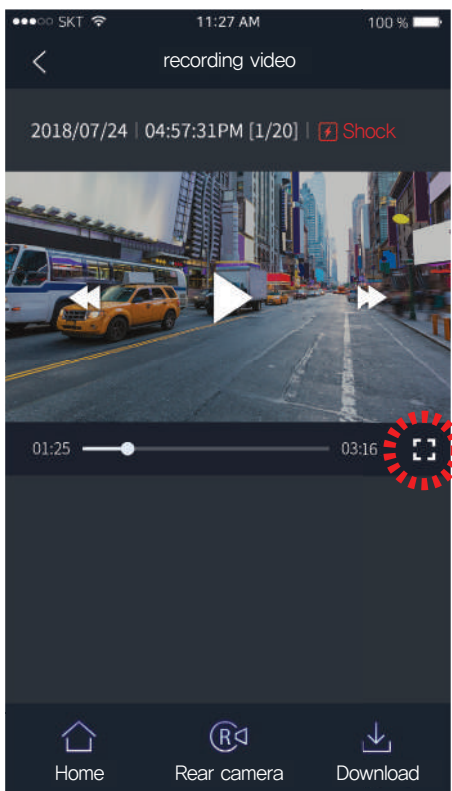 SKT 11:27 AM 100 %
recording video
2018/07/24 | 04:57:31PM [1/20] | Shock
01:25 03:16
Home Rear camera Download